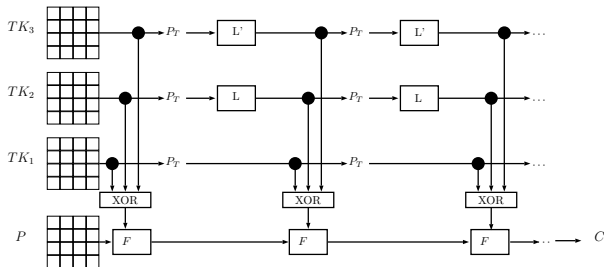 TK3 PT L' PT L' ...
TK2 PT L PT L ...
TK1 PT PT ...
XOR XOR XOR
P F F F .. C